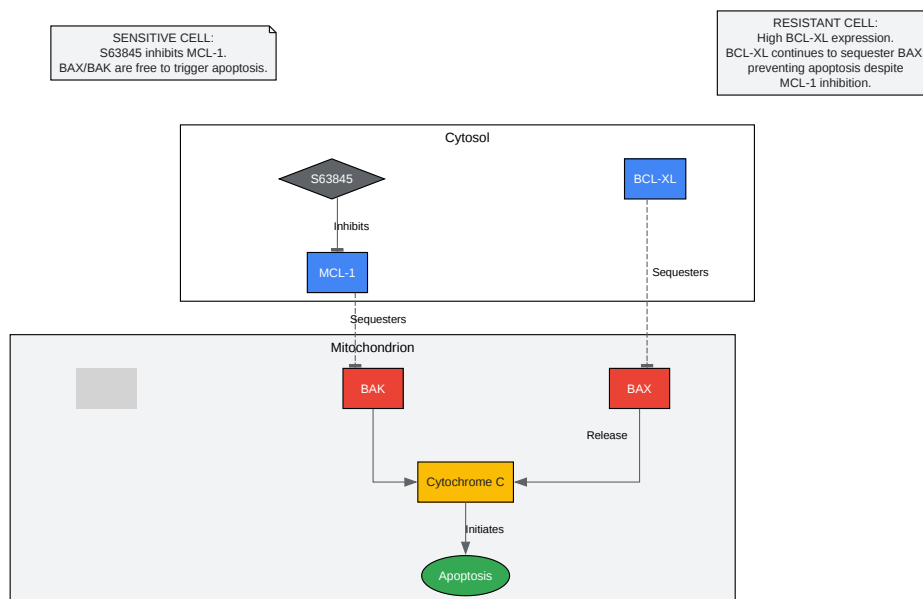 SENSITIVE CELL:
S63845 inhibits MCL-1.
BAX/BAK are free to trigger apoptosis.
RESISTANT CELL:
High BCL-XL expression.
BCL-XL continues to sequester BAX
preventing apoptosis despite
MCL-1 inhibition.
Cytosol
S63845
BCL-XL
Inhibits
MCL-1
Sequesters
Sequesters
Mitochondrion
BAK
BAX
Release
Cytochrome C
Initiates
Apoptosis